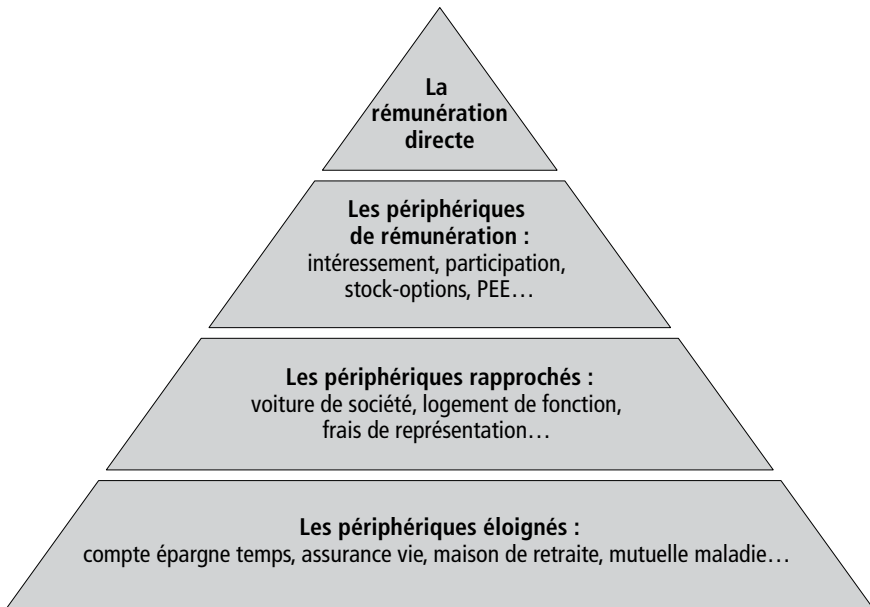 La
rémunération
directe
Les périphériques
de rémunération :
intéressement, participation,
stock-options, PEE…
Les périphériques rapprochés :
voiture de société, logement de fonction,
frais de représentation…
Les périphériques éloignés :
compte épargne temps, assurance vie, maison de retraite, mutuelle maladie…